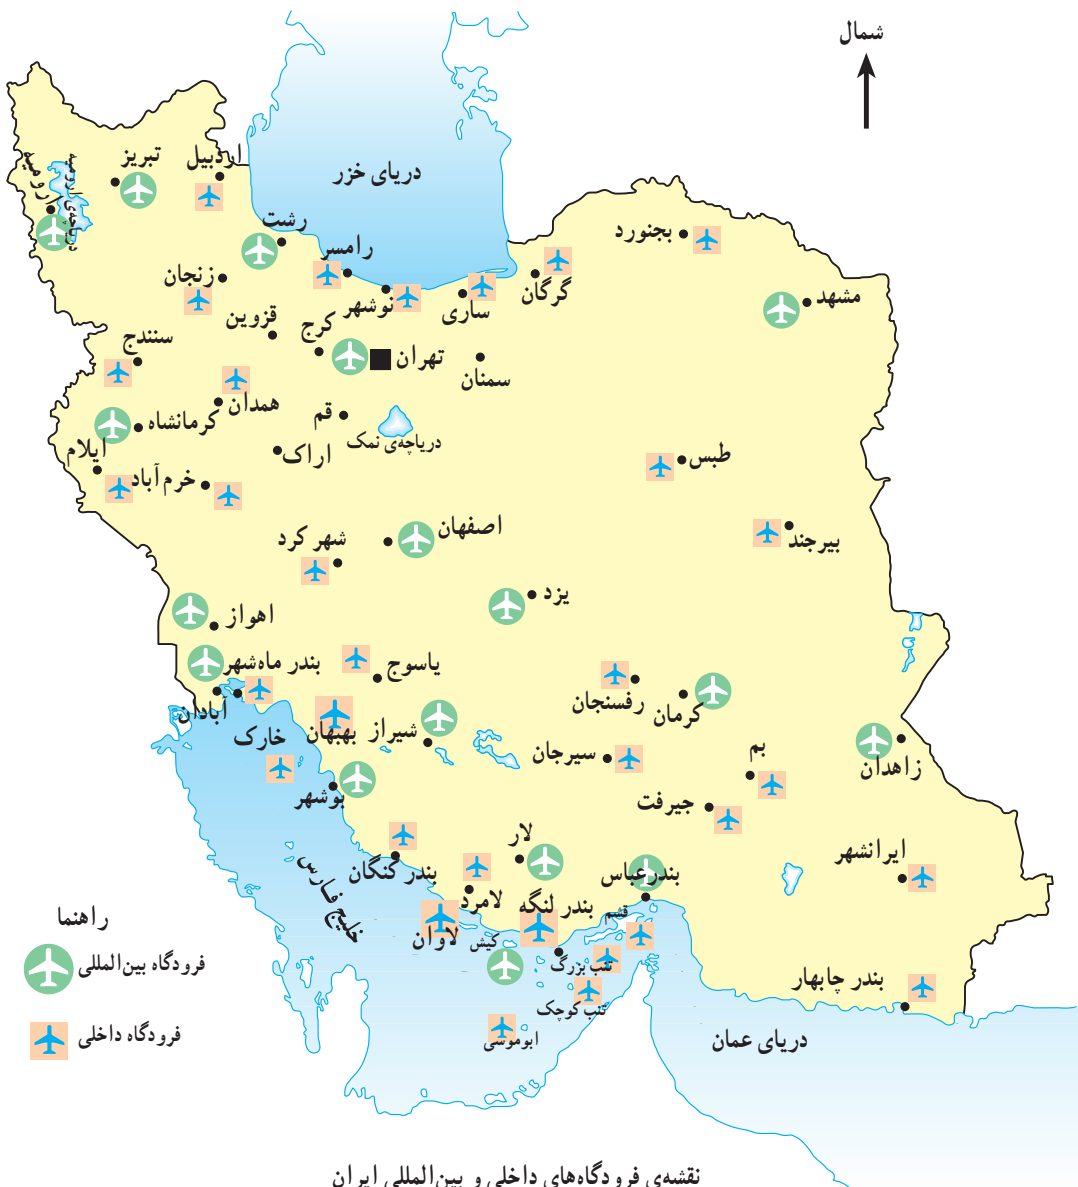 شمال
دریای خزر
تبریز
اردبیل
ارومیه
دریاچه‌ی ارومیه
رشت
رامسر
بجنورد
زنجان
نوشهر
ساری
گرگان
مشهد
قزوین
کرج
سنندج
تهران
سمنان
همدان
کرمانشاه
قم
دریاچه‌ی نمک
ایلام
اراک
طبس
خرم آباد
اصفهان
شهر کرد
بیرجند
یزد
اهواز
بندر ماه‌شهر
یاسوج
آبادان
رفسنجان
کرمان
خارک
بهبهان
شیراز
سیرجان
بم
زاهدان
بوشهر
جیرفت
لار
ایرانشهر
بندر کنگان
بندرعباس
خلیج فارس
لامرد
بندر لنگه
قشم
لاوان
کیش
تنب بزرگ
بندر چابهار
تنب کوچک
ابوموسی
دریای عمان
راهنما
فرودگاه بین‌المللی
فرودگاه داخلی
نقشه‌ی فرودگاه‌های داخلی و بین‌المللی ایران